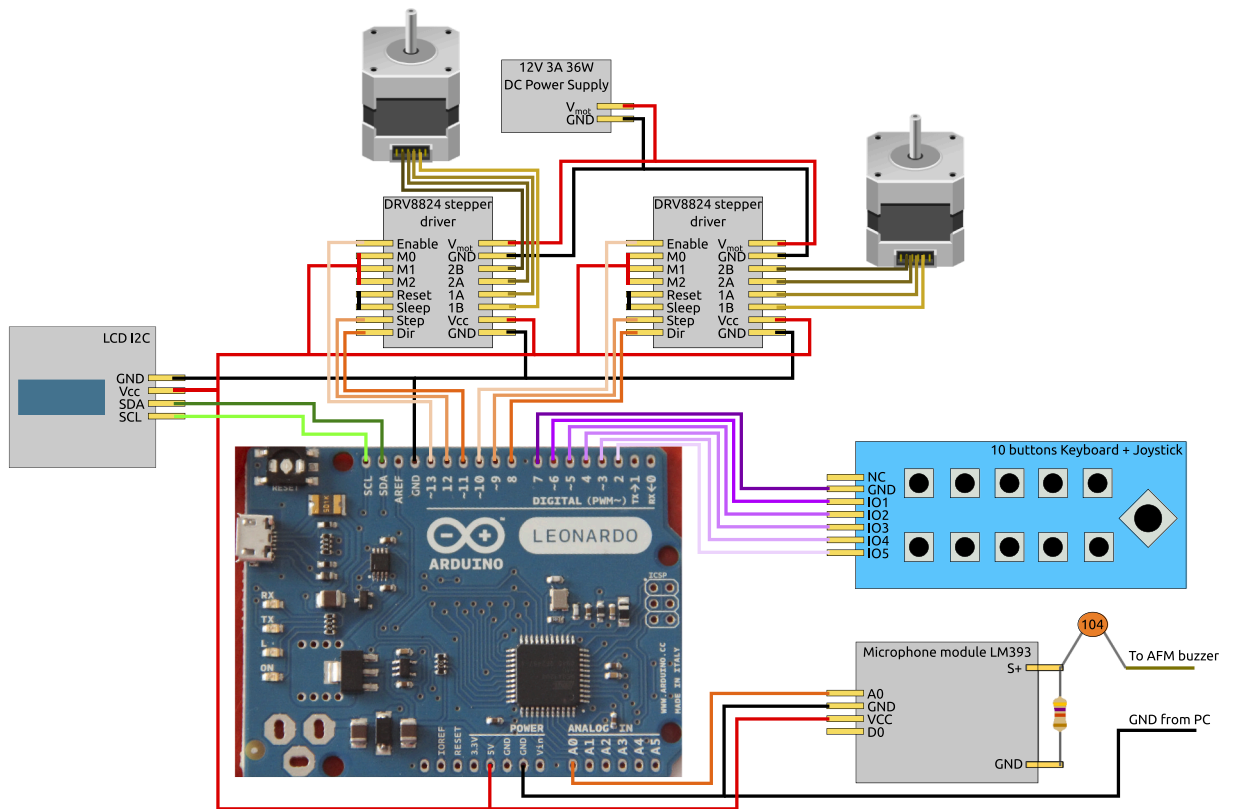 12V 3A 36W
DC Power Supply
Vmot
GND
DRV8824 stepper
driver
Enable
M0
M1
M2
Reset
Sleep
Step
Dir
Vmot
GND
2B
2A
1A
1B
Vcc
GND
DRV8824 stepper
driver
Enable
M0
M1
M2
Reset
Sleep
Step
Dir
Vmot
GND
2B
2A
1A
1B
Vcc
GND
LCD I2C
GND
Vcc
SDA
SCL
RESET
SCL
SDA
AREF
GND
~13
12
~11
~10
~9
8
7
~6
~5
4
~3
2
TX→1
RX←0
DIGITAL (PWM~)
ARDUINO
TM
LEONARDO
ICSP
RX
TX
L
ON
WWW.ARDUINO.CC
MADE IN ITALY
POWER
ANALOG IN
IOREF
RESET
3.3V
5V
GND
GND
Vin
A0
A1
A2
A3
A4
A5
10 buttons Keyboard + Joystick
NC
GND
IO1
IO2
IO3
IO4
IO5
104
To AFM buzzer
Microphone module LM393
S+
A0
GND
VCC
D0
GND
GND from PC